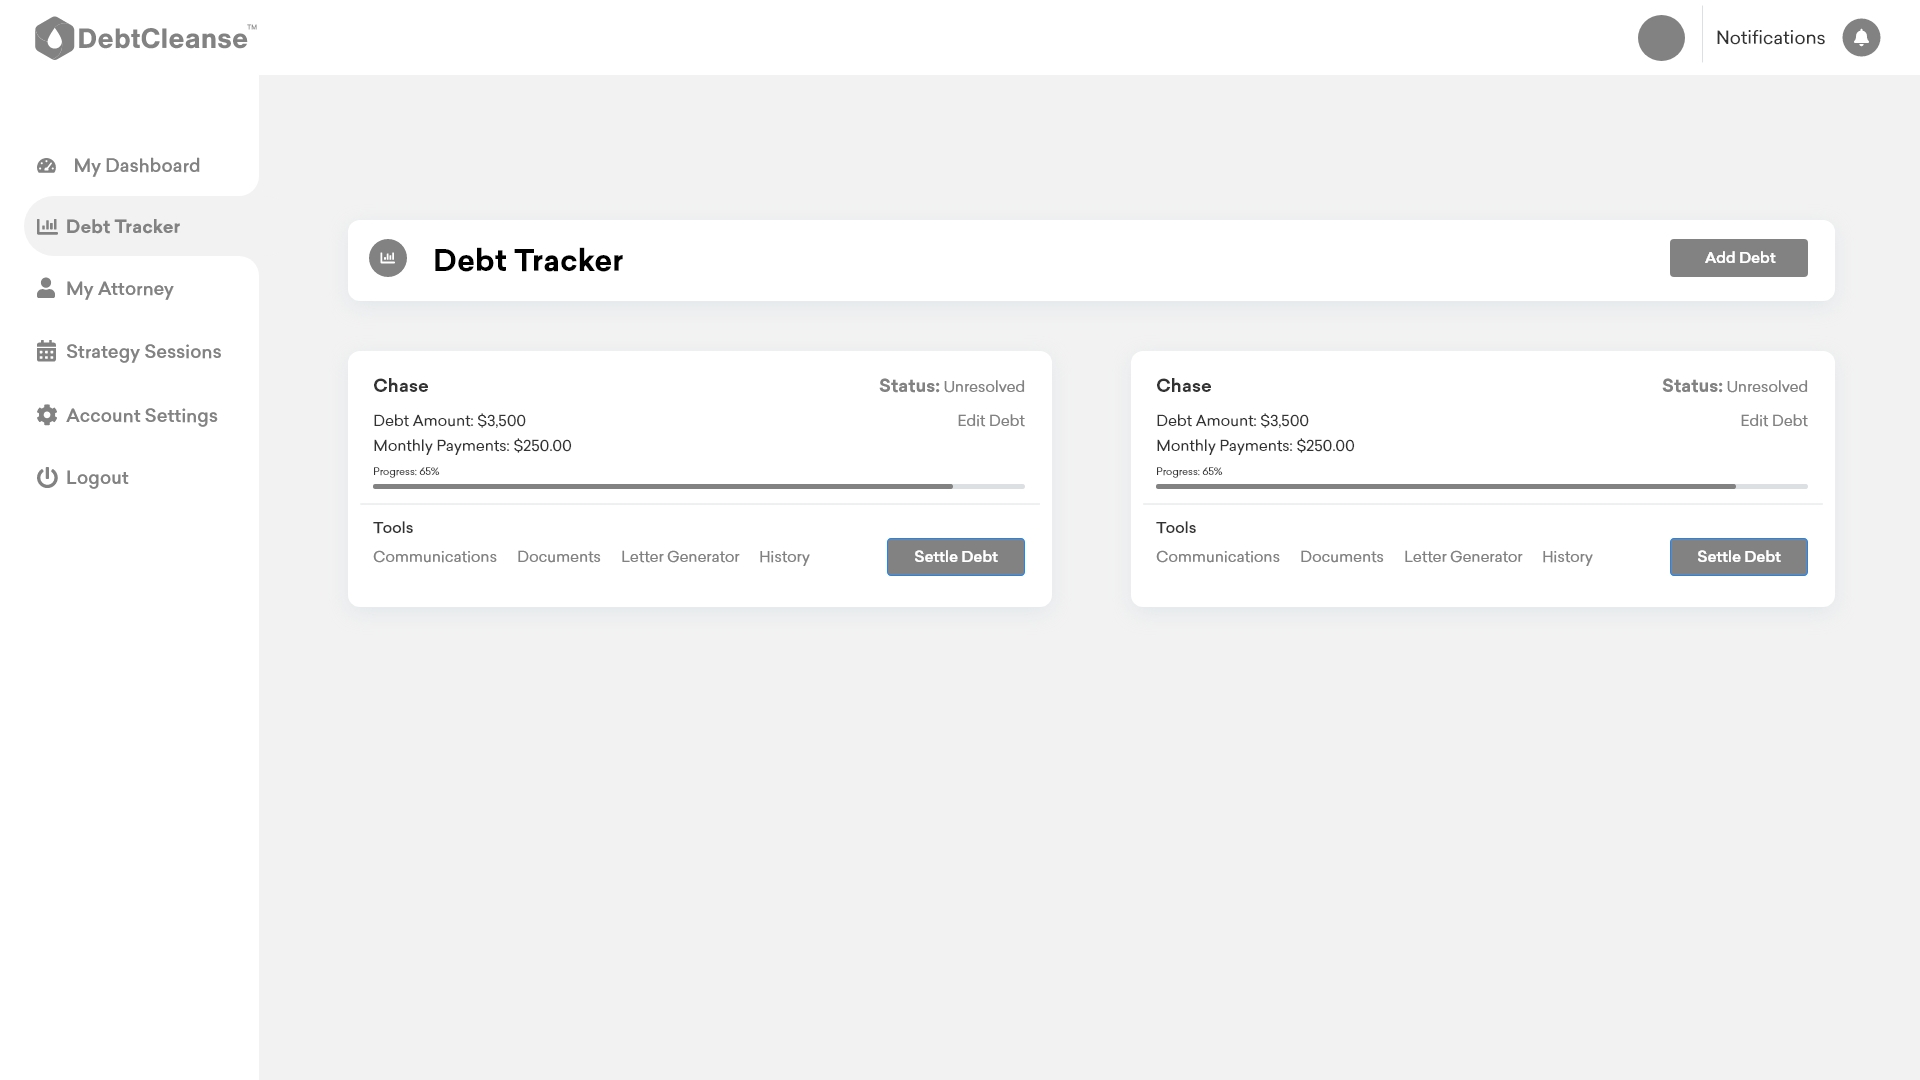 DebtCleanse™
Notifications
My Dashboard
Debt Tracker
My Attorney
Strategy Sessions
Account Settings
Logout
Debt Tracker
Add Debt
Chase
Status: Unresolved
Debt Amount: $3,500
Edit Debt
Monthly Payments: $250.00
Progress: 65%
Tools
Communications Documents Letter Generator History
Settle Debt
Chase
Status: Unresolved
Debt Amount: $3,500
Edit Debt
Monthly Payments: $250.00
Progress: 65%
Tools
Communications Documents Letter Generator History
Settle Debt